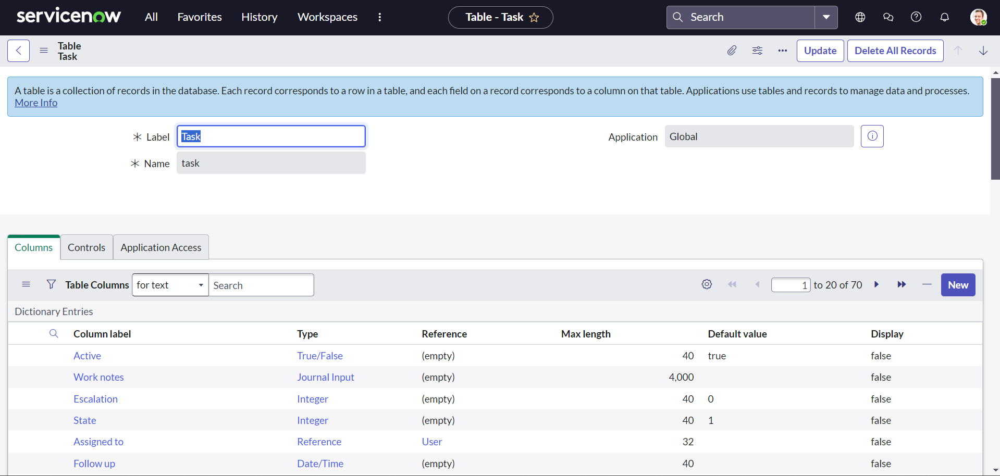 servicenow All Favorites History Workspaces Table - Task Search
Table
Task
Update Delete All Records
A table is a collection of records in the database. Each record corresponds to a row in a table, and each field on a record corresponds to a column on that table. Applications use tables and records to manage data and processes.
More Info
Label Task Application Global
Name task
Columns Controls Application Access
Table Columns for text Search 1 to 20 of 70 New
Dictionary Entries
Column label Type Reference Max length Default value Display
Active True/False (empty) 40 true false
Work notes Journal Input (empty) 4,000 false
Escalation Integer (empty) 40 0 false
State Integer (empty) 40 1 false
Assigned to Reference User 32 false
Follow up Date/Time (empty) 40 false